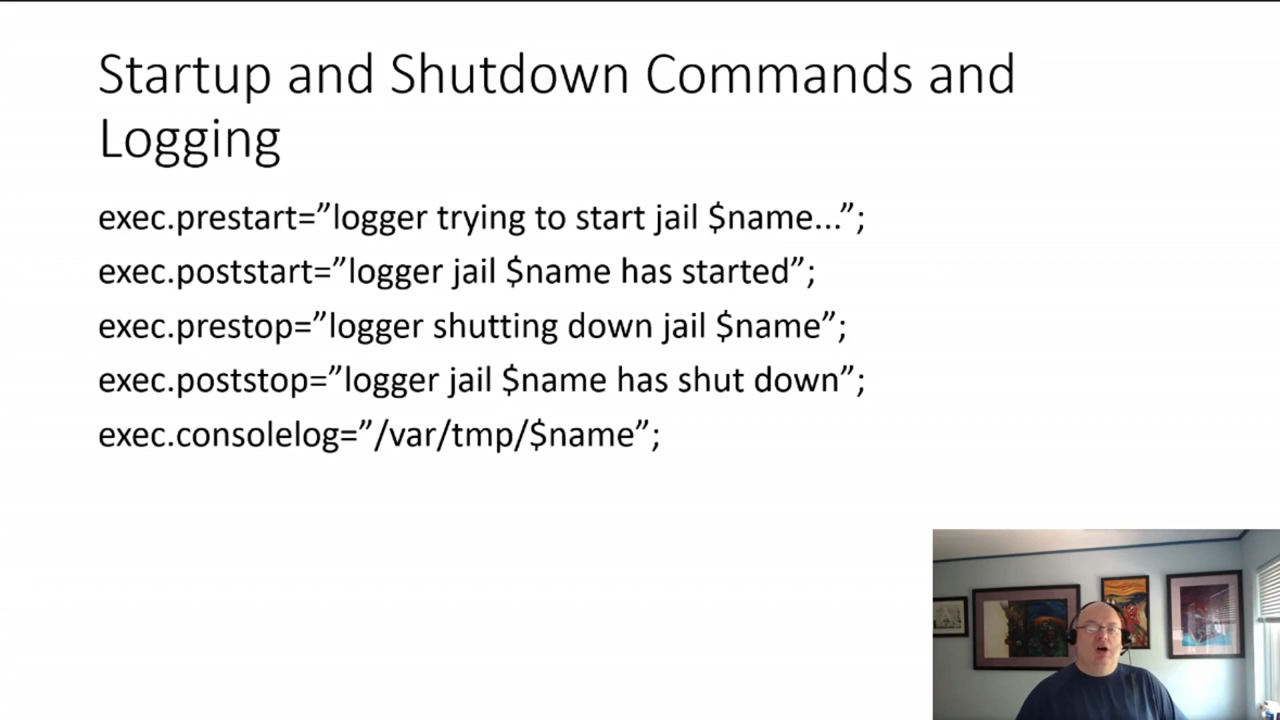 Startup and Shutdown Commands and
Logging
exec.prestart=”logger trying to start jail $name...”;
exec.poststart=”logger jail $name has started”;
exec.prestop=”logger shutting down jail $name”;
exec.poststop=”logger jail $name has shut down”;
exec.consolelog=”/var/tmp/$name”;